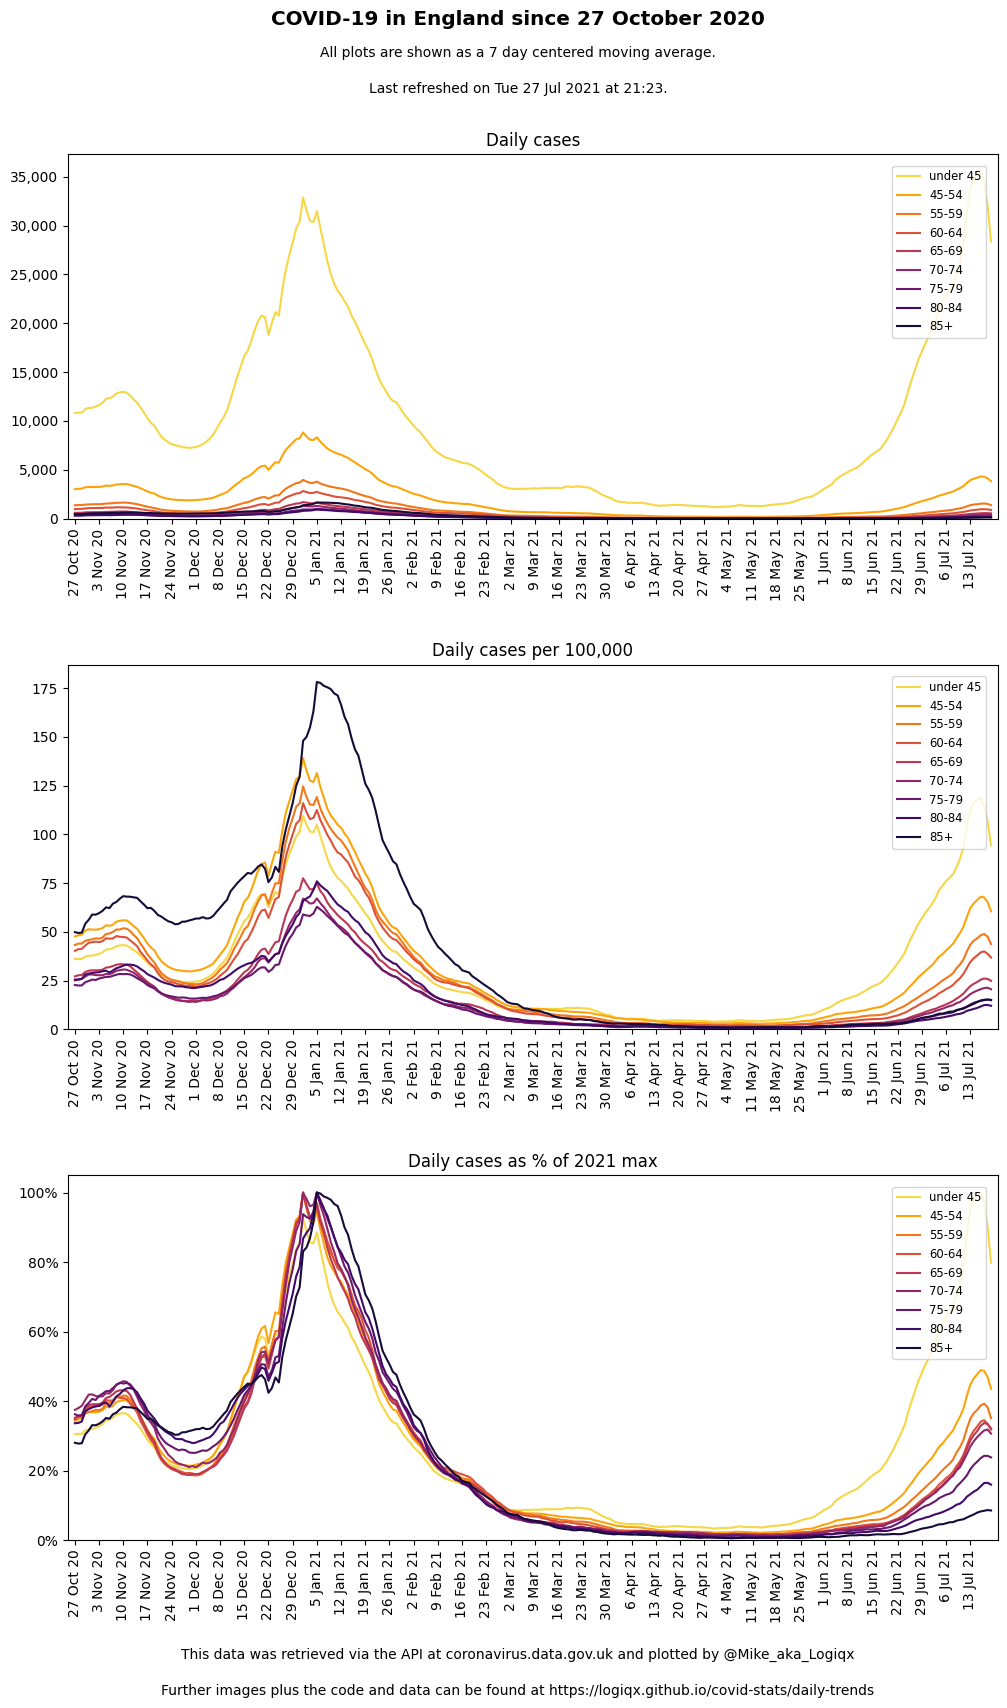 COVID-19 in England since 27 October 2020
All plots are shown as a 7 day centered moving average.
Last refreshed on Tue 27 Jul 2021 at 21:23.
Daily cases
35,000
30,000
25,000
20,000
15,000
10,000
5,000
0
under 45
45-54
55-59
60-64
65-69
70-74
75-79
80-84
85+
27 Oct 20
3 Nov 20
10 Nov 20
17 Nov 20
24 Nov 20
1 Dec 20
8 Dec 20
15 Dec 20
22 Dec 20
29 Dec 20
5 Jan 21
12 Jan 21
19 Jan 21
26 Jan 21
2 Feb 21
9 Feb 21
16 Feb 21
23 Feb 21
2 Mar 21
9 Mar 21
16 Mar 21
23 Mar 21
30 Mar 21
6 Apr 21
13 Apr 21
20 Apr 21
27 Apr 21
4 May 21
11 May 21
18 May 21
25 May 21
1 Jun 21
8 Jun 21
15 Jun 21
22 Jun 21
29 Jun 21
6 Jul 21
13 Jul 21
Daily cases per 100,000
175
150
125
100
75
50
25
0
under 45
45-54
55-59
60-64
65-69
70-74
75-79
80-84
85+
27 Oct 20
3 Nov 20
10 Nov 20
17 Nov 20
24 Nov 20
1 Dec 20
8 Dec 20
15 Dec 20
22 Dec 20
29 Dec 20
5 Jan 21
12 Jan 21
19 Jan 21
26 Jan 21
2 Feb 21
9 Feb 21
16 Feb 21
23 Feb 21
2 Mar 21
9 Mar 21
16 Mar 21
23 Mar 21
30 Mar 21
6 Apr 21
13 Apr 21
20 Apr 21
27 Apr 21
4 May 21
11 May 21
18 May 21
25 May 21
1 Jun 21
8 Jun 21
15 Jun 21
22 Jun 21
29 Jun 21
6 Jul 21
13 Jul 21
Daily cases as % of 2021 max
100%
80%
60%
40%
20%
0%
under 45
45-54
55-59
60-64
65-69
70-74
75-79
80-84
85+
27 Oct 20
3 Nov 20
10 Nov 20
17 Nov 20
24 Nov 20
1 Dec 20
8 Dec 20
15 Dec 20
22 Dec 20
29 Dec 20
5 Jan 21
12 Jan 21
19 Jan 21
26 Jan 21
2 Feb 21
9 Feb 21
16 Feb 21
23 Feb 21
2 Mar 21
9 Mar 21
16 Mar 21
23 Mar 21
30 Mar 21
6 Apr 21
13 Apr 21
20 Apr 21
27 Apr 21
4 May 21
11 May 21
18 May 21
25 May 21
1 Jun 21
8 Jun 21
15 Jun 21
22 Jun 21
29 Jun 21
6 Jul 21
13 Jul 21
This data was retrieved via the API at coronavirus.data.gov.uk and plotted by @Mike_aka_Logiqx
Further images plus the code and data can be found at https://logiqx.github.io/covid-stats/daily-trends